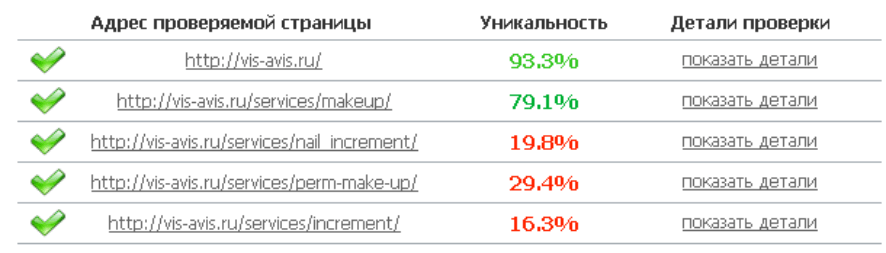 Адрес проверяемой страницы Уникальность Детали проверки
http://vis-avis.ru/ 93.3% показать детали
http://vis-avis.ru/services/makeup/ 79.1% показать детали
http://vis-avis.ru/services/nail_increment/ 19.8% показать детали
http://vis-avis.ru/services/perm-make-up/ 29.4% показать детали
http://vis-avis.ru/services/increment/ 16.3% показать детали